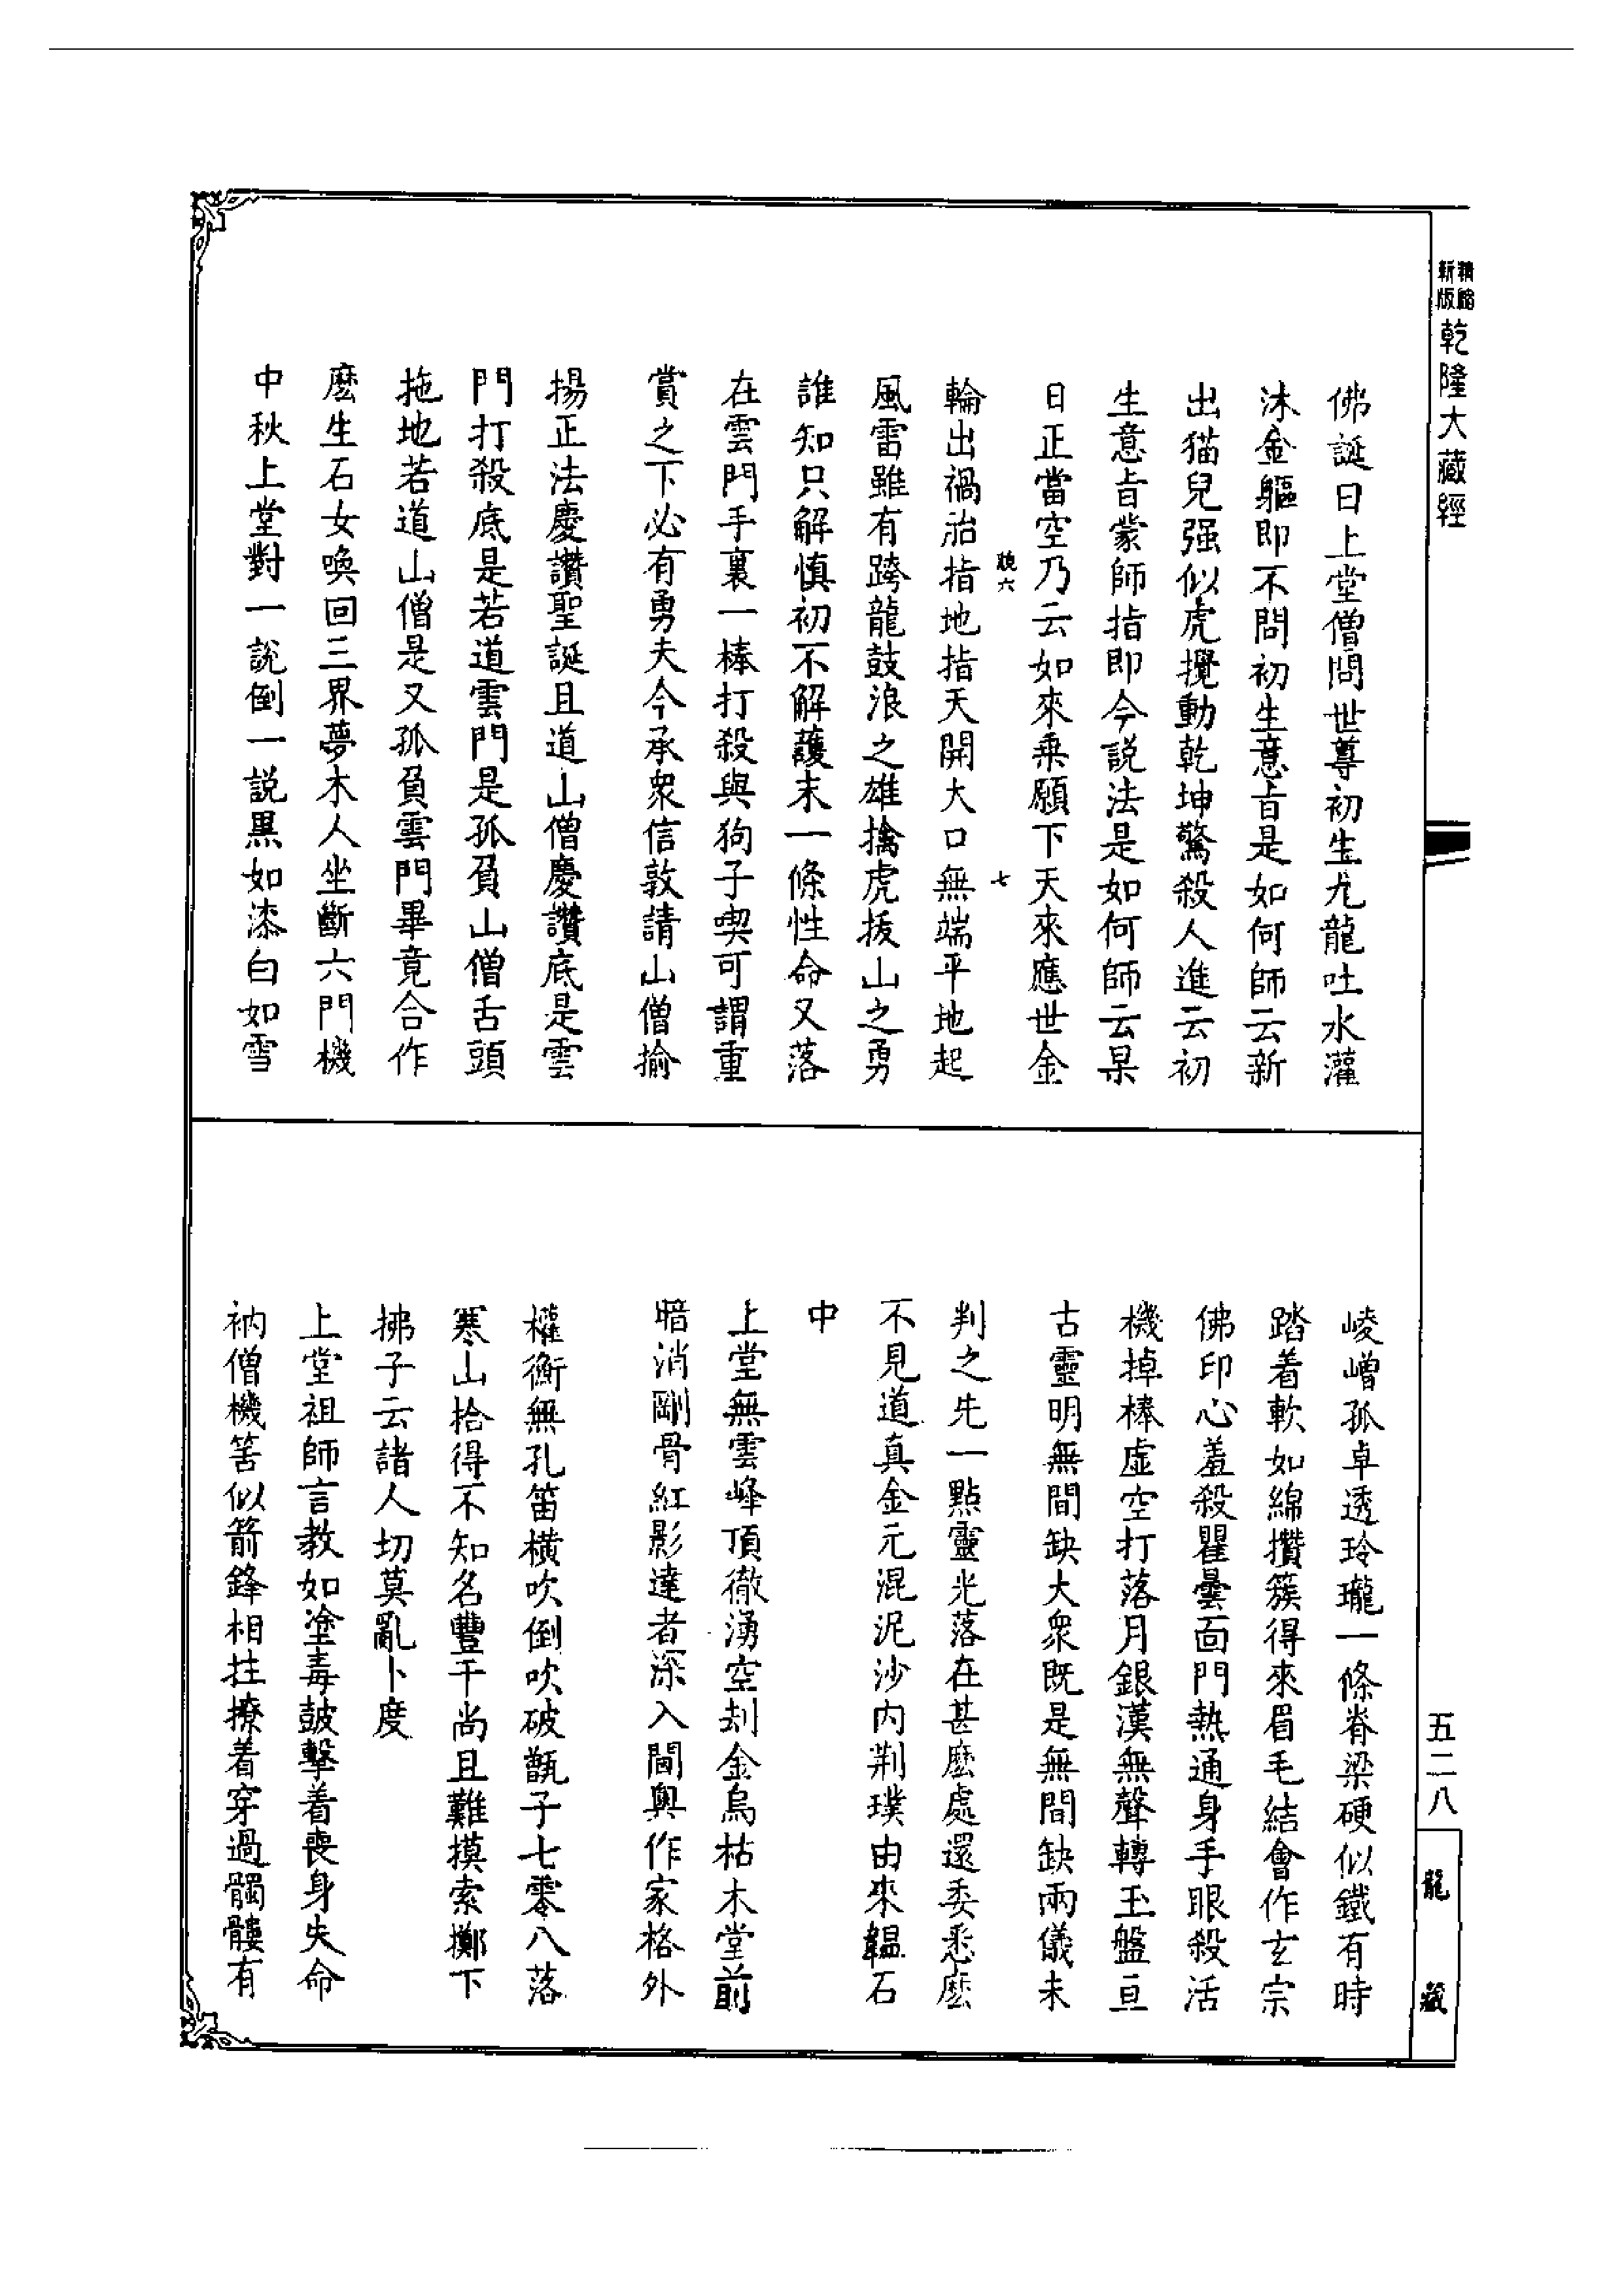 精縮
新版
乾隆大藏經
佛誕日上堂僧問世尊初生九龍吐水灌
沐金軀即不問初生意旨是如何師云新
出猫兒强似虎攪動乾坤驚殺人進云初
生意旨蒙師指即今説法是如何師云杲
日正當空乃云如來乗願下天來應世金
輪出禍胎指地指天開大口無端平地起
風雷雖有跨龍鼓浪之雄擒虎拔山之勇
誰知只解慎初不解護末一條性命又落
在雲門手裏一棒打殺與狗子喫可謂重
賞之下必有勇夫今承衆信敦請山僧揄
揚正法慶讚聖誕且道山僧慶讚底是雲
門打殺底是若道雲門是孤負山僧舌頭
拖地若道山僧是又孤負雲門畢竟合作
麽生石女喚回三界夢木人坐斷六門機
中秋上堂對一説倒一説黑如漆白如雪
六
七
崚嶒孤卓透玲瓏一條脊梁硬似鐵有時
踏着軟如綿攢簇得來眉毛結會作玄宗
佛印心羞殺瞿曇面門熱通身手眼殺活
機掉棒虛空打落月銀漢無聲轉玉盤亘
古靈明無間缺大衆既是無間缺兩儀未
判之先一點靈光落在甚麽處還委悉麽
不見道真金元混泥沙内荆璞由來韞石
中
上堂無雲峰頂徹湧空刦金烏枯木堂前
暗消剛骨紅影達者深入閫奥作家格外
權衡無孔笛横吹倒吹破甑子七零八落
寒山拾得不知名豐干尚且難摸索擲下
拂子云諸人切莫亂卜度
上堂祖師言教如塗毒鼓擊着喪身失命
衲僧機筈似箭鋒相拄撩着穿過髑髏有
五二八
龍藏